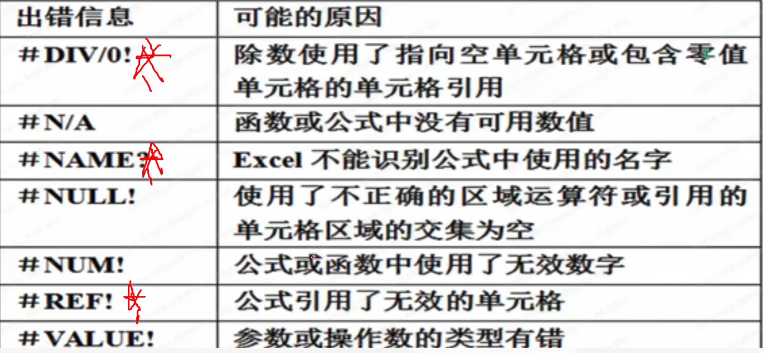 出错信息 可能的原因
#DIV/0! 除数使用了指向空单元格或包含零值
单元格的单元格引用
#N/A 函数或公式中没有可用数值
#NAME? Excel 不能识别公式中使用的名字
#NULL! 使用了不正确的区域运算符或引用的
单元格区域的交集为空
#NUM! 公式或函数中使用了无效数字
#REF! 公式引用了无效的单元格
#VALUE! 参数或操作数的类型有错